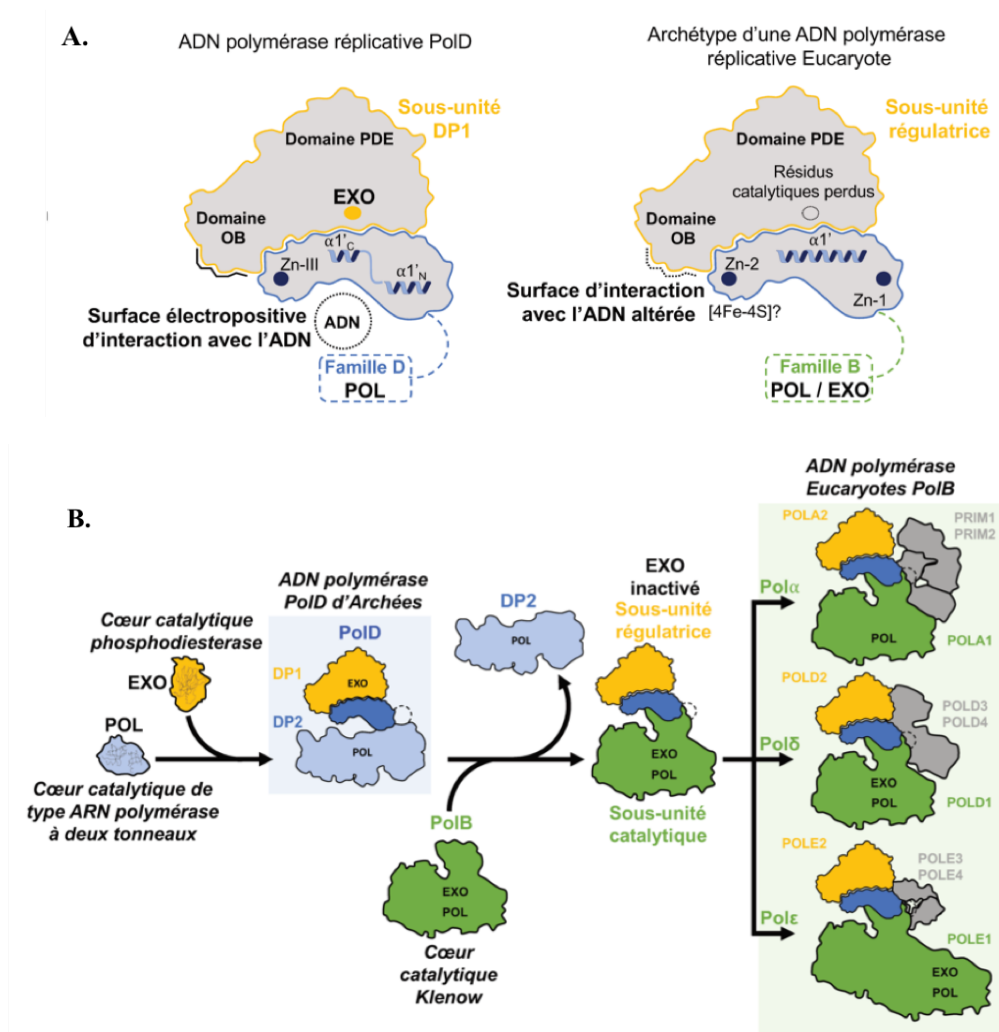 A.
ADN polymérase réplicative PolD
Sous-unité
DP1
Domaine PDE
EXO
Domaine
OB
α1'C
Zn-III
α1'N
Surface électropositive
d'interaction avec l'ADN
ADN
Famille D
POL
Archétype d'une ADN polymérase
réplicative Eucaryote
Sous-unité
régulatrice
Domaine PDE
Résidus
catalytiques perdus
Domaine
OB
α1'
Zn-2
Zn-1
Surface d'interaction
avec l'ADN altérée
[4Fe-4S]?
Famille B
POL / EXO
B.
Cœur catalytique
phosphodiesterase
EXO
POL
Cœur catalytique de
type ARN polymérase
à deux tonneaux
ADN polymérase
PolD d'Archées
PolD
DP1
EXO
DP2
POL
DP2
POL
PolB
EXO
POL
Cœur
catalytique
Klenow
EXO
inactivé
Sous-unité
régulatrice
EXO
POL
Sous-unité
catalytique
ADN polymérase
Eucaryotes PolB
POLA2
PRIM1
PRIM2
Polα
POL
POLA1
POLD2
POLD3
POLD4
Polδ
EXO
POL
POLD1
POLE2
POLE3
POLE4
Polε
POLE1
EXO
POL